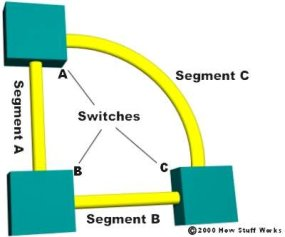 A
Segment C
Segment A
Switches
B
C
Segment B
©2000 How Stuff Works